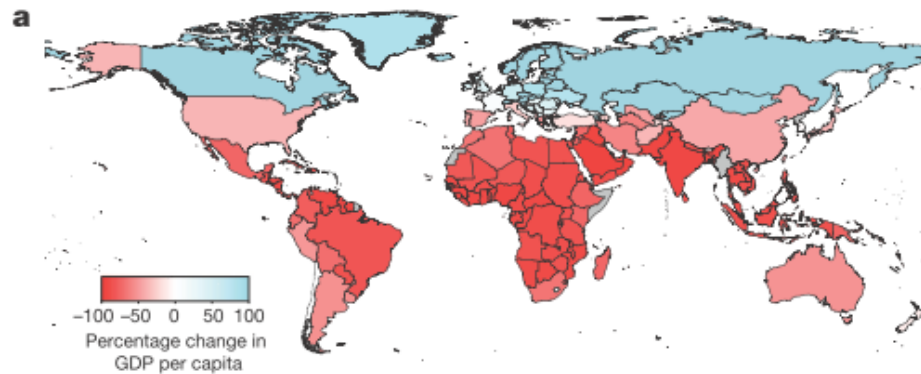 a
−100 −50 0 50 100
Percentage change in
GDP per capita